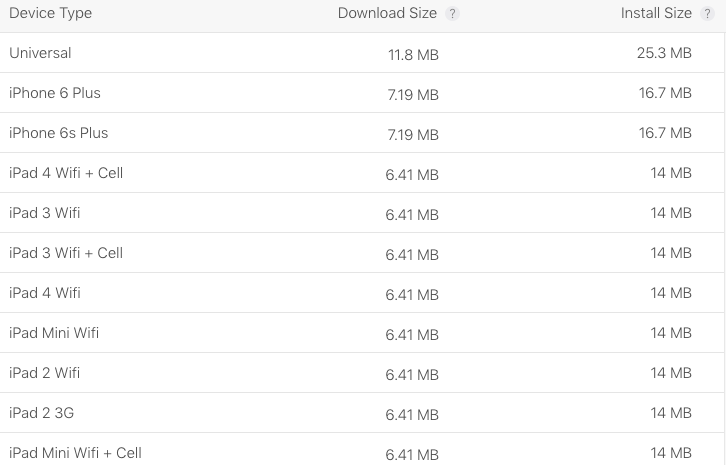 Device Type Download Size ? Install Size ?
Universal 11.8 MB 25.3 MB
iPhone 6 Plus 7.19 MB 16.7 MB
iPhone 6s Plus 7.19 MB 16.7 MB
iPad 4 Wifi + Cell 6.41 MB 14 MB
iPad 3 Wifi 6.41 MB 14 MB
iPad 3 Wifi + Cell 6.41 MB 14 MB
iPad 4 Wifi 6.41 MB 14 MB
iPad Mini Wifi 6.41 MB 14 MB
iPad 2 Wifi 6.41 MB 14 MB
iPad 2 3G 6.41 MB 14 MB
iPad Mini Wifi + Cell 6.41 MB 14 MB